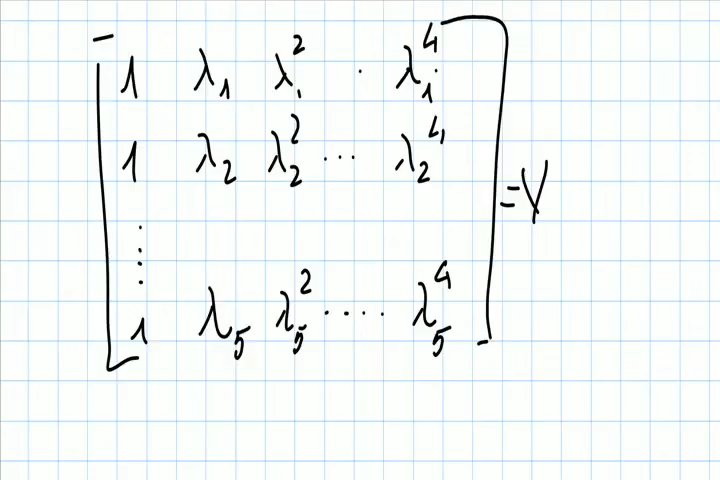 1 λ₁ λ₁² · λ₁⁴
1 λ₂ λ₂² ... λ₂⁴
= V
⋮
1 λ₅ λ₅² .... λ₅⁴